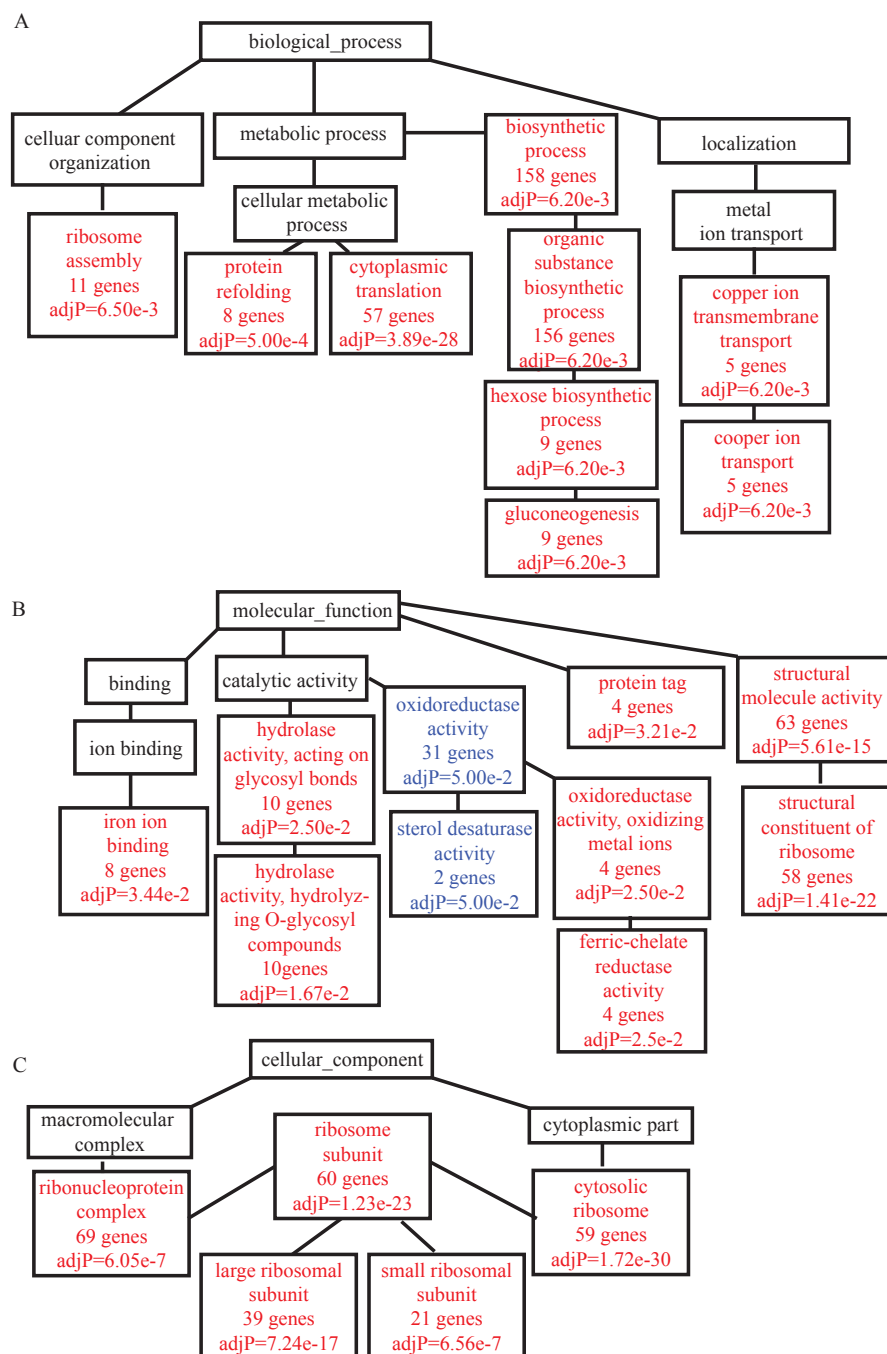 A
biological_process
celluar component
organization
metabolic process
biosynthetic
process
158 genes
adjP=6.20e-3
localization
ribosome
assembly
11 genes
adjP=6.50e-3
cellular metabolic
process
protein
refolding
8 genes
adjP=5.00e-4
cytoplasmic
translation
57 genes
adjP=3.89e-28
organic
substance
biosynthetic
process
156 genes
adjP=6.20e-3
hexose biosynthetic
process
9 genes
adjP=6.20e-3
gluconeogenesis
9 genes
adjP=6.20e-3
metal
ion transport
copper ion
transmembrane
transport
5 genes
adjP=6.20e-3
cooper ion
transport
5 genes
adjP=6.20e-3
B
molecular_function
binding
ion binding
iron ion
binding
8 genes
adjP=3.44e-2
catalytic activity
hydrolase
activity, acting on
glycosyl bonds
10 genes
adjP=2.50e-2
hydrolase
activity, hydrolyz-
ing O-glycosyl
compounds
10genes
adjP=1.67e-2
oxidoreductase
activity
31 genes
adjP=5.00e-2
sterol desaturase
activity
2 genes
adjP=5.00e-2
oxidoreductase
activity, oxidizing
metal ions
4 genes
adjP=2.50e-2
ferric-chelate
reductase
activity
4 genes
adjP=2.5e-2
protein tag
4 genes
adjP=3.21e-2
structural
molecule activity
63 genes
adjP=5.61e-15
structural
constituent of
ribosome
58 genes
adjP=1.41e-22
C
cellular_component
macromolecular
complex
ribonucleoprotein
complex
69 genes
adjP=6.05e-7
ribosome
subunit
60 genes
adjP=1.23e-23
large ribosomal
subunit
39 genes
adjP=7.24e-17
small ribosomal
subunit
21 genes
adjP=6.56e-7
cytoplasmic part
cytosolic
ribosome
59 genes
adjP=1.72e-30